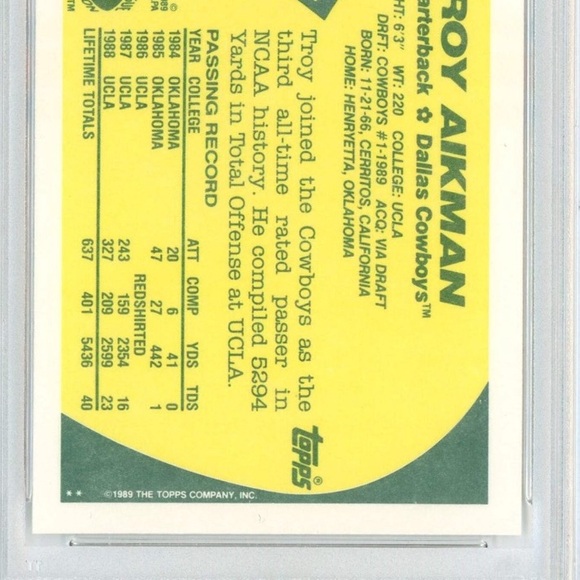 ROY AIKMAN
arterback ✿ Dallas Cowboys™
HT: 6'3" WT: 220 COLLEGE: UCLA
DRFT: COWBOYS #1-1989 ACQ: VIA DRAFT
BORN: 11-21-66, CERRITOS, CALIFORNIA
HOME: HENRYETTA, OKLAHOMA
Troy joined the Cowboys as the
third all-time rated passer in
NCAA history. He compiled 5294
Yards in Total Offense at UCLA.
PASSING RECORD
YEAR COLLEGE ATT COMP YDS TDS
1984 OKLAHOMA 20 6 41 0
1985 OKLAHOMA 47 27 442 1
1986 UCLA REDSHIRTED
1987 UCLA 243 159 2354 16
1988 UCLA 327 209 2599 23
LIFETIME TOTALS 637 401 5436 40
topps®
** ©1989 THE TOPPS COMPANY, INC.